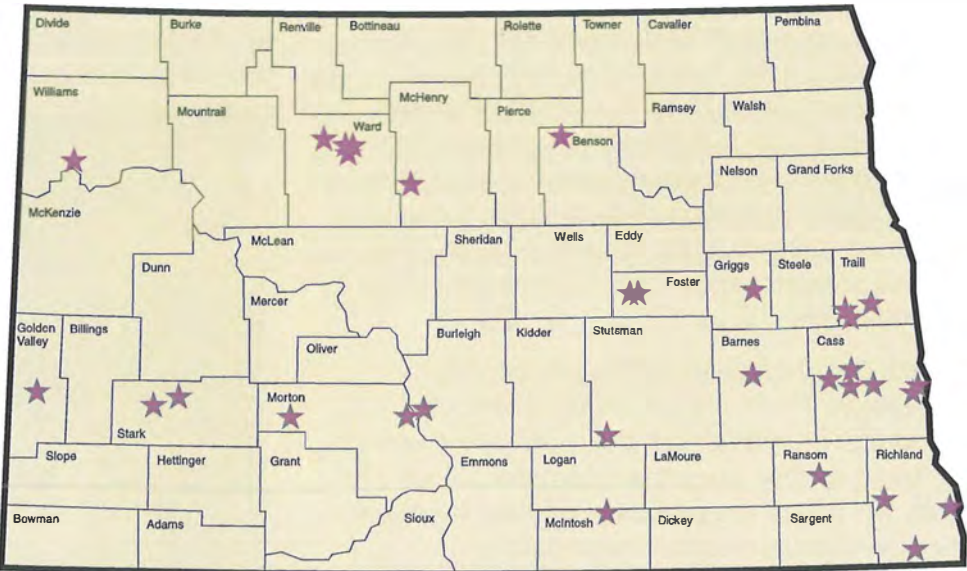 Divide
Burke
Renville
Bottineau
Rolette
Towner
Cavalier
Pembina
Williams
Mountrail
Ward
McHenry
Pierce
Benson
Ramsey
Walsh
Nelson
Grand Forks
McKenzie
Dunn
McLean
Sheridan
Wells
Eddy
Foster
Griggs
Steele
Traill
Mercer
Golden
Valley
Billings
Oliver
Burleigh
Kidder
Stutsman
Barnes
Cass
Stark
Morton
Slope
Hettinger
Grant
Emmons
Logan
LaMoure
Ransom
Richland
Bowman
Adams
Sioux
McIntosh
Dickey
Sargent